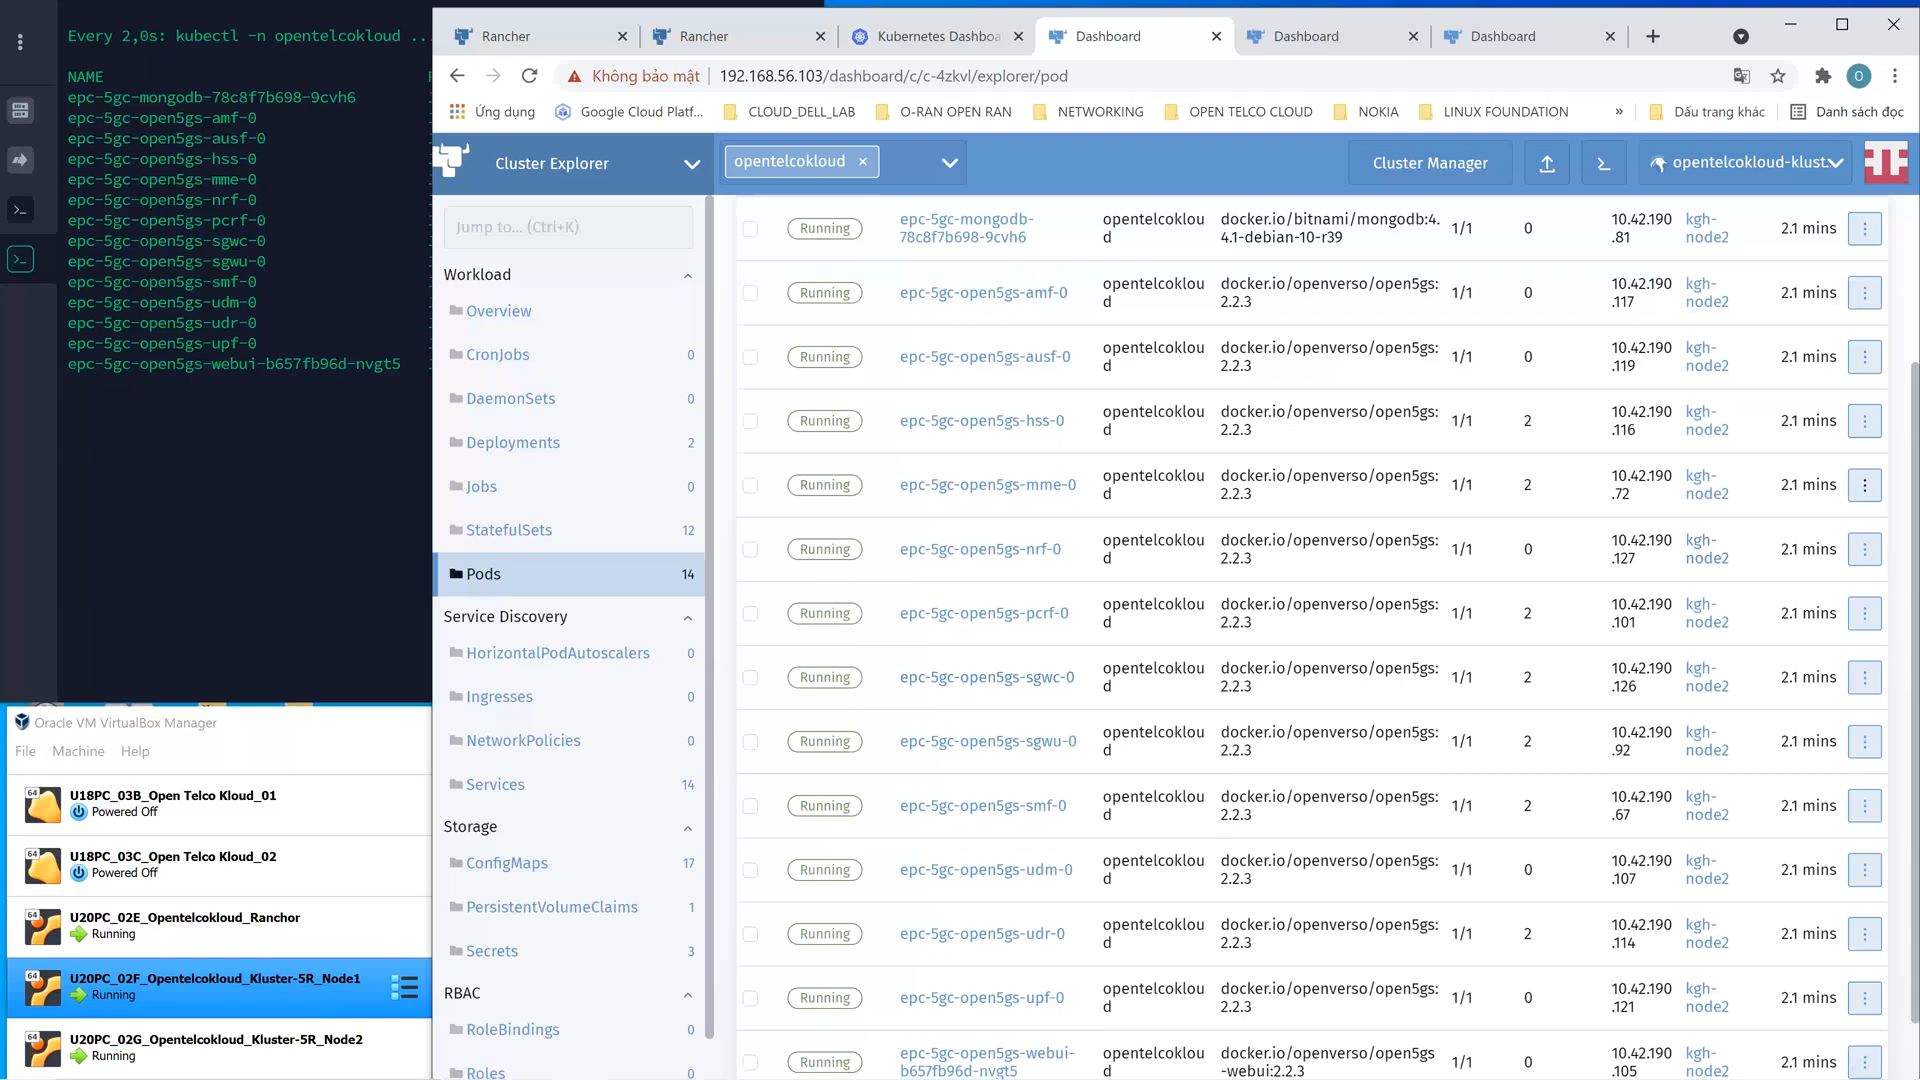 Every 2,0s: kubectl -n opentelcokloud ...
NAME
epc-5gc-mongodb-78c8f7b698-9cvh6
epc-5gc-open5gs-amf-0
epc-5gc-open5gs-ausf-0
epc-5gc-open5gs-hss-0
epc-5gc-open5gs-mme-0
epc-5gc-open5gs-nrf-0
epc-5gc-open5gs-pcrf-0
epc-5gc-open5gs-sgwc-0
epc-5gc-open5gs-sgwu-0
epc-5gc-open5gs-smf-0
epc-5gc-open5gs-udm-0
epc-5gc-open5gs-udr-0
epc-5gc-open5gs-upf-0
epc-5gc-open5gs-webui-b657fb96d-nvgt5
Oracle VM VirtualBox Manager
File Machine Help
64 U18PC_03B_Open Telco Kloud_01
Powered Off
64 U18PC_03C_Open Telco Kloud_02
Powered Off
64 U20PC_02E_Opentelcokloud_Ranchor
Running
64 U20PC_02F_Opentelcokloud_Kluster-5R_Node1
Running
64 U20PC_02G_Opentelcokloud_Kluster-5R_Node2
Running
Rancher Rancher Kubernetes Dashboa Dashboard Dashboard Dashboard
Không bảo mật 192.168.56.103/dashboard/c/c-4zkvl/explorer/pod O
Ứng dụng Google Cloud Platf... CLOUD_DELL_LAB O-RAN OPEN RAN NETWORKING OPEN TELCO CLOUD NOKIA LINUX FOUNDATION » Dấu trang khác Danh sách đọc
Cluster Explorer opentelcokloud × Cluster Manager opentelcokloud-klust...
Jump to... (Ctrl+K)
Workload
Overview
CronJobs 0
DaemonSets 0
Deployments 2
Jobs 0
StatefulSets 12
Pods 14
Service Discovery
HorizontalPodAutoscalers 0
Ingresses 0
NetworkPolicies 0
Services 14
Storage
ConfigMaps 17
PersistentVolumeClaims 1
Secrets 3
RBAC
RoleBindings 0
Roles 0
Running epc-5gc-mongodb-78c8f7b698-9cvh6 opentelcokloud docker.io/bitnami/mongodb:4.4.1-debian-10-r39 1/1 0 10.42.190.81 kgh-node2 2.1 mins
Running epc-5gc-open5gs-amf-0 opentelcokloud docker.io/openverso/open5gs:2.2.3 1/1 0 10.42.190.117 kgh-node2 2.1 mins
Running epc-5gc-open5gs-ausf-0 opentelcokloud docker.io/openverso/open5gs:2.2.3 1/1 0 10.42.190.119 kgh-node2 2.1 mins
Running epc-5gc-open5gs-hss-0 opentelcokloud docker.io/openverso/open5gs:2.2.3 1/1 2 10.42.190.116 kgh-node2 2.1 mins
Running epc-5gc-open5gs-mme-0 opentelcokloud docker.io/openverso/open5gs:2.2.3 1/1 2 10.42.190.72 kgh-node2 2.1 mins
Running epc-5gc-open5gs-nrf-0 opentelcokloud docker.io/openverso/open5gs:2.2.3 1/1 0 10.42.190.127 kgh-node2 2.1 mins
Running epc-5gc-open5gs-pcrf-0 opentelcokloud docker.io/openverso/open5gs:2.2.3 1/1 2 10.42.190.101 kgh-node2 2.1 mins
Running epc-5gc-open5gs-sgwc-0 opentelcokloud docker.io/openverso/open5gs:2.2.3 1/1 2 10.42.190.126 kgh-node2 2.1 mins
Running epc-5gc-open5gs-sgwu-0 opentelcokloud docker.io/openverso/open5gs:2.2.3 1/1 2 10.42.190.92 kgh-node2 2.1 mins
Running epc-5gc-open5gs-smf-0 opentelcokloud docker.io/openverso/open5gs:2.2.3 1/1 2 10.42.190.67 kgh-node2 2.1 mins
Running epc-5gc-open5gs-udm-0 opentelcokloud docker.io/openverso/open5gs:2.2.3 1/1 0 10.42.190.107 kgh-node2 2.1 mins
Running epc-5gc-open5gs-udr-0 opentelcokloud docker.io/openverso/open5gs:2.2.3 1/1 2 10.42.190.114 kgh-node2 2.1 mins
Running epc-5gc-open5gs-upf-0 opentelcokloud docker.io/openverso/open5gs:2.2.3 1/1 0 10.42.190.121 kgh-node2 2.1 mins
Running epc-5gc-open5gs-webui-b657fb96d-nvgt5 opentelcokloud docker.io/openverso/open5gs-webui:2.2.3 1/1 0 10.42.190.105 kgh-node2 2.1 mins